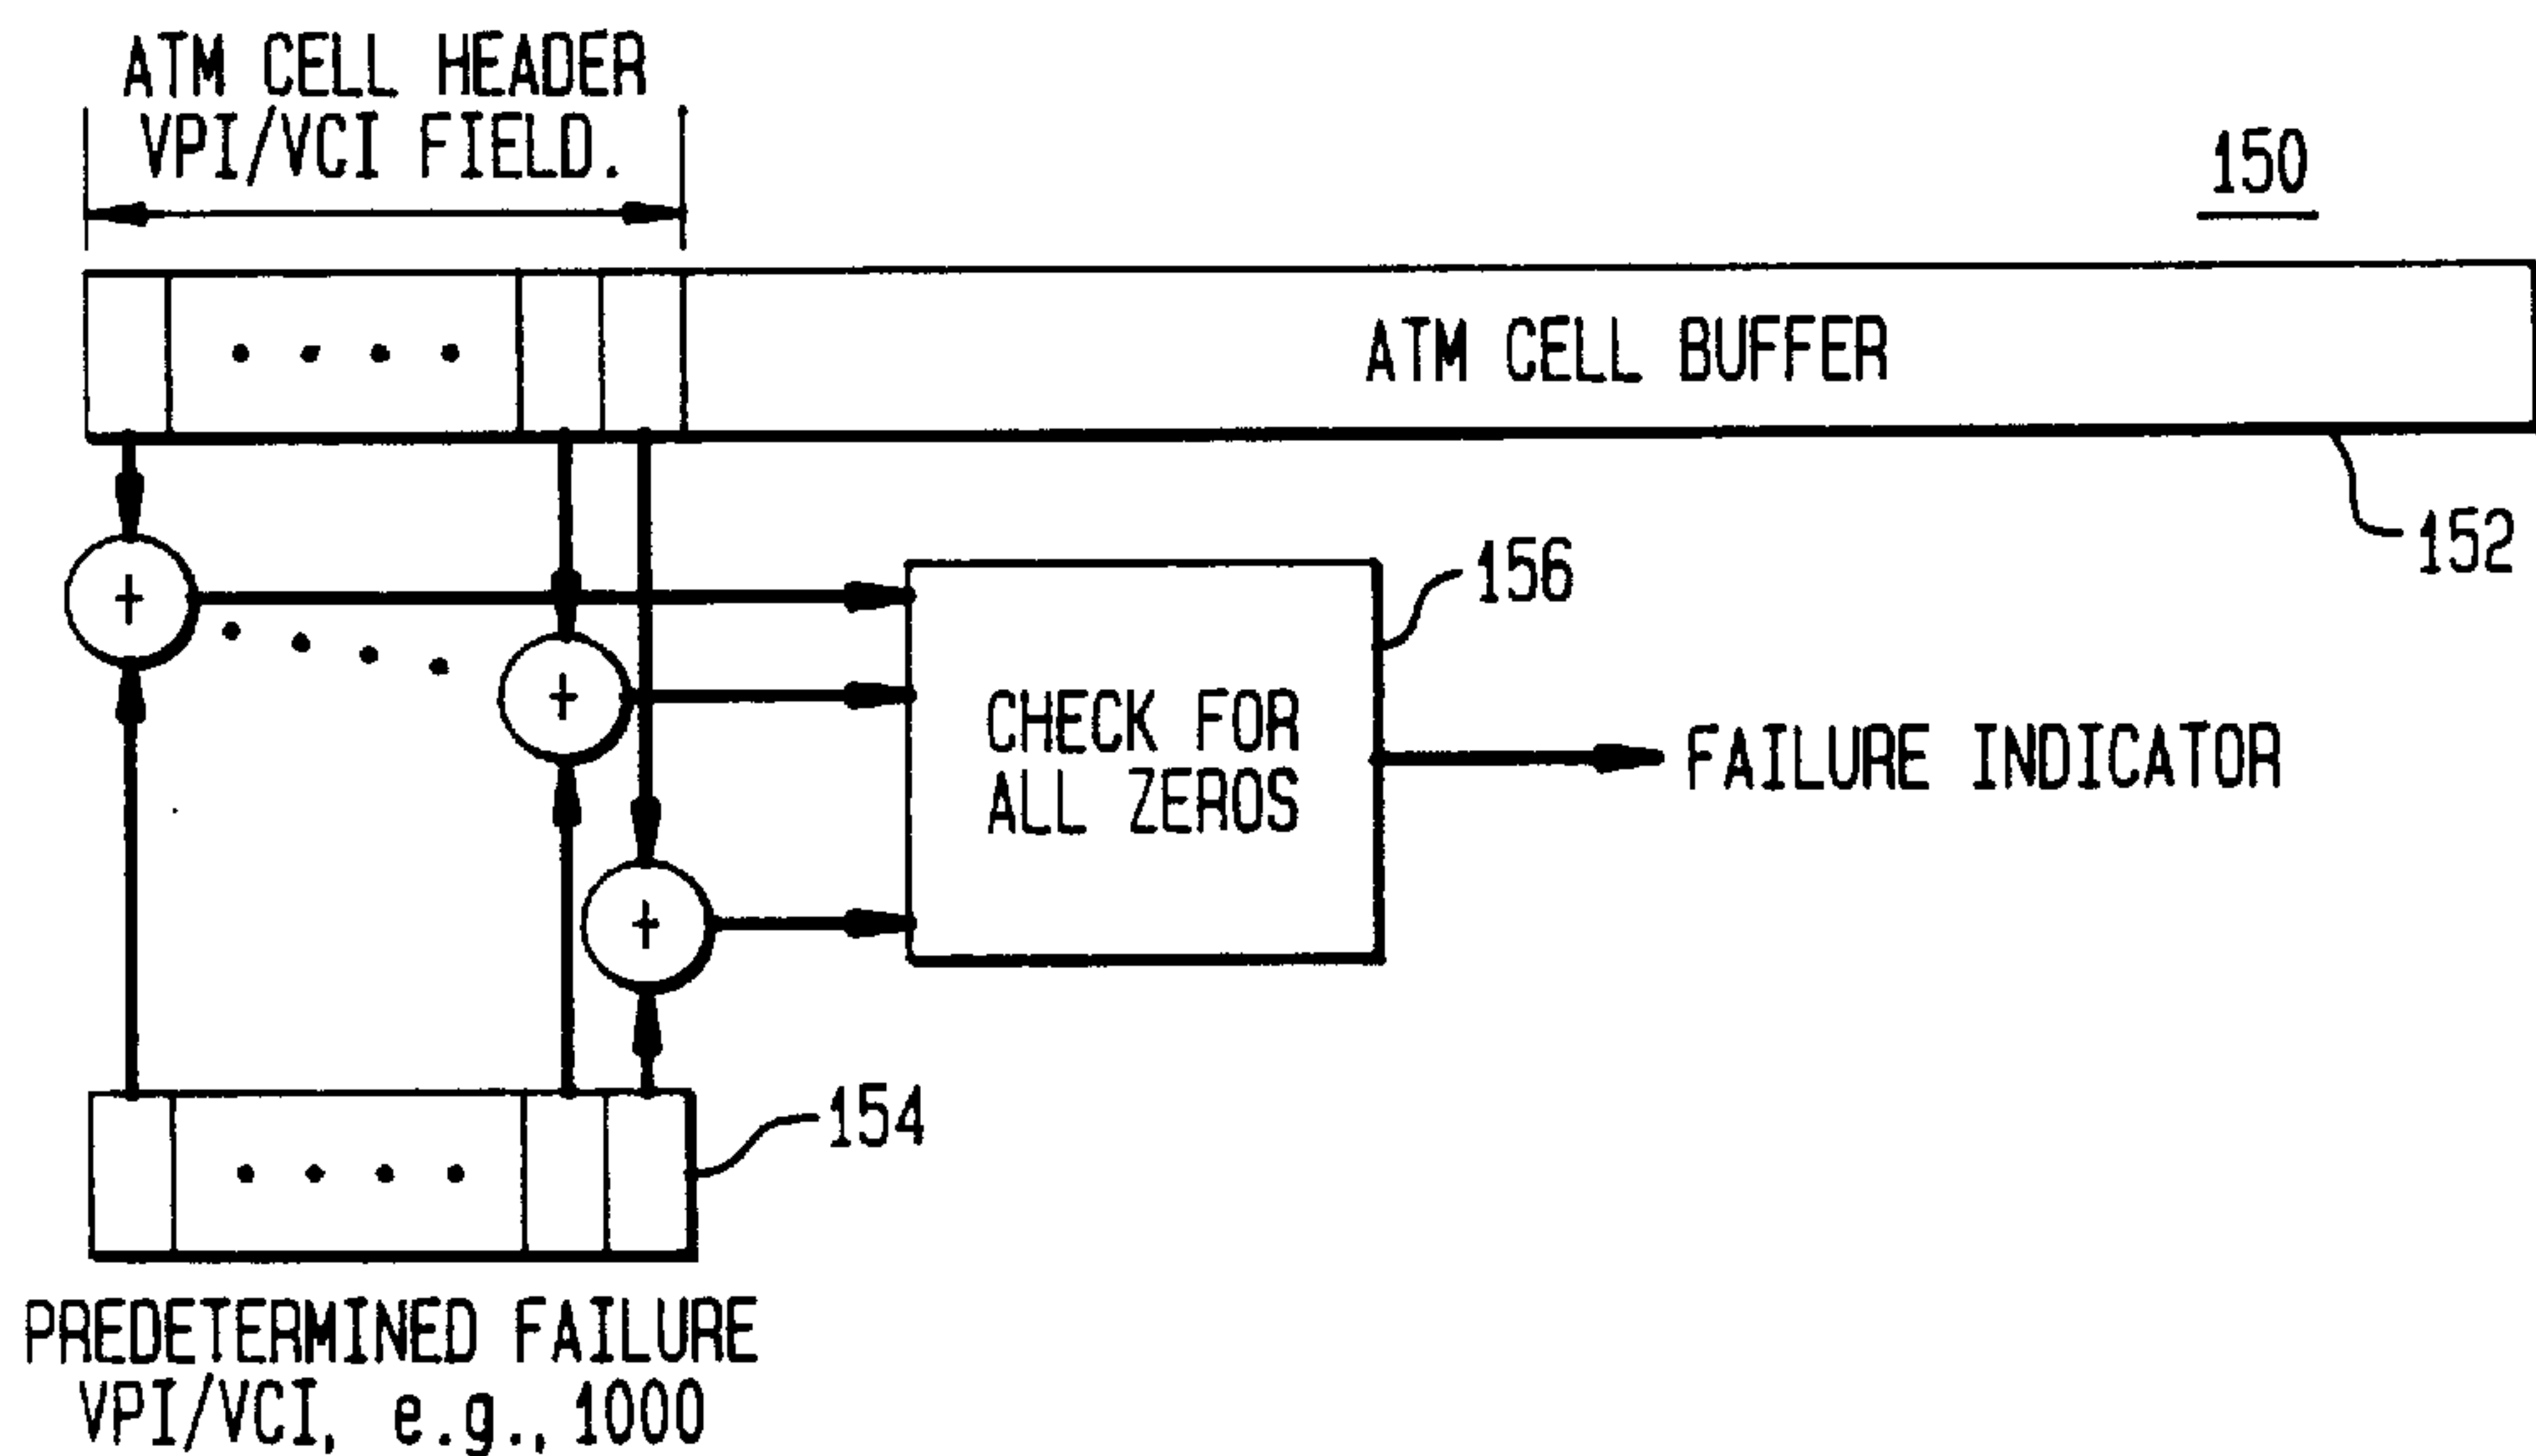 ATM CELL HEADER
VPI/VCI FIELD.
150
ATM CELL BUFFER
152
+
156
+
CHECK FOR
ALL ZEROS
FAILURE INDICATOR
+
154
PREDETERMINED FAILURE
VPI/VCI, e.g., 1000